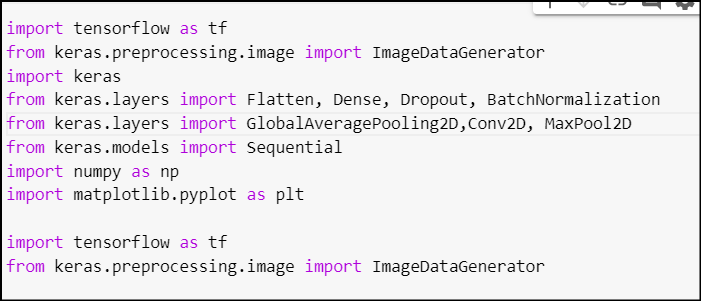 import tensorflow as tf
from keras.preprocessing.image import ImageDataGenerator
import keras
from keras.layers import Flatten, Dense, Dropout, BatchNormalization
from keras.layers import GlobalAveragePooling2D,Conv2D, MaxPool2D
from keras.models import Sequential
import numpy as np
import matplotlib.pyplot as plt
import tensorflow as tf
from keras.preprocessing.image import ImageDataGenerator